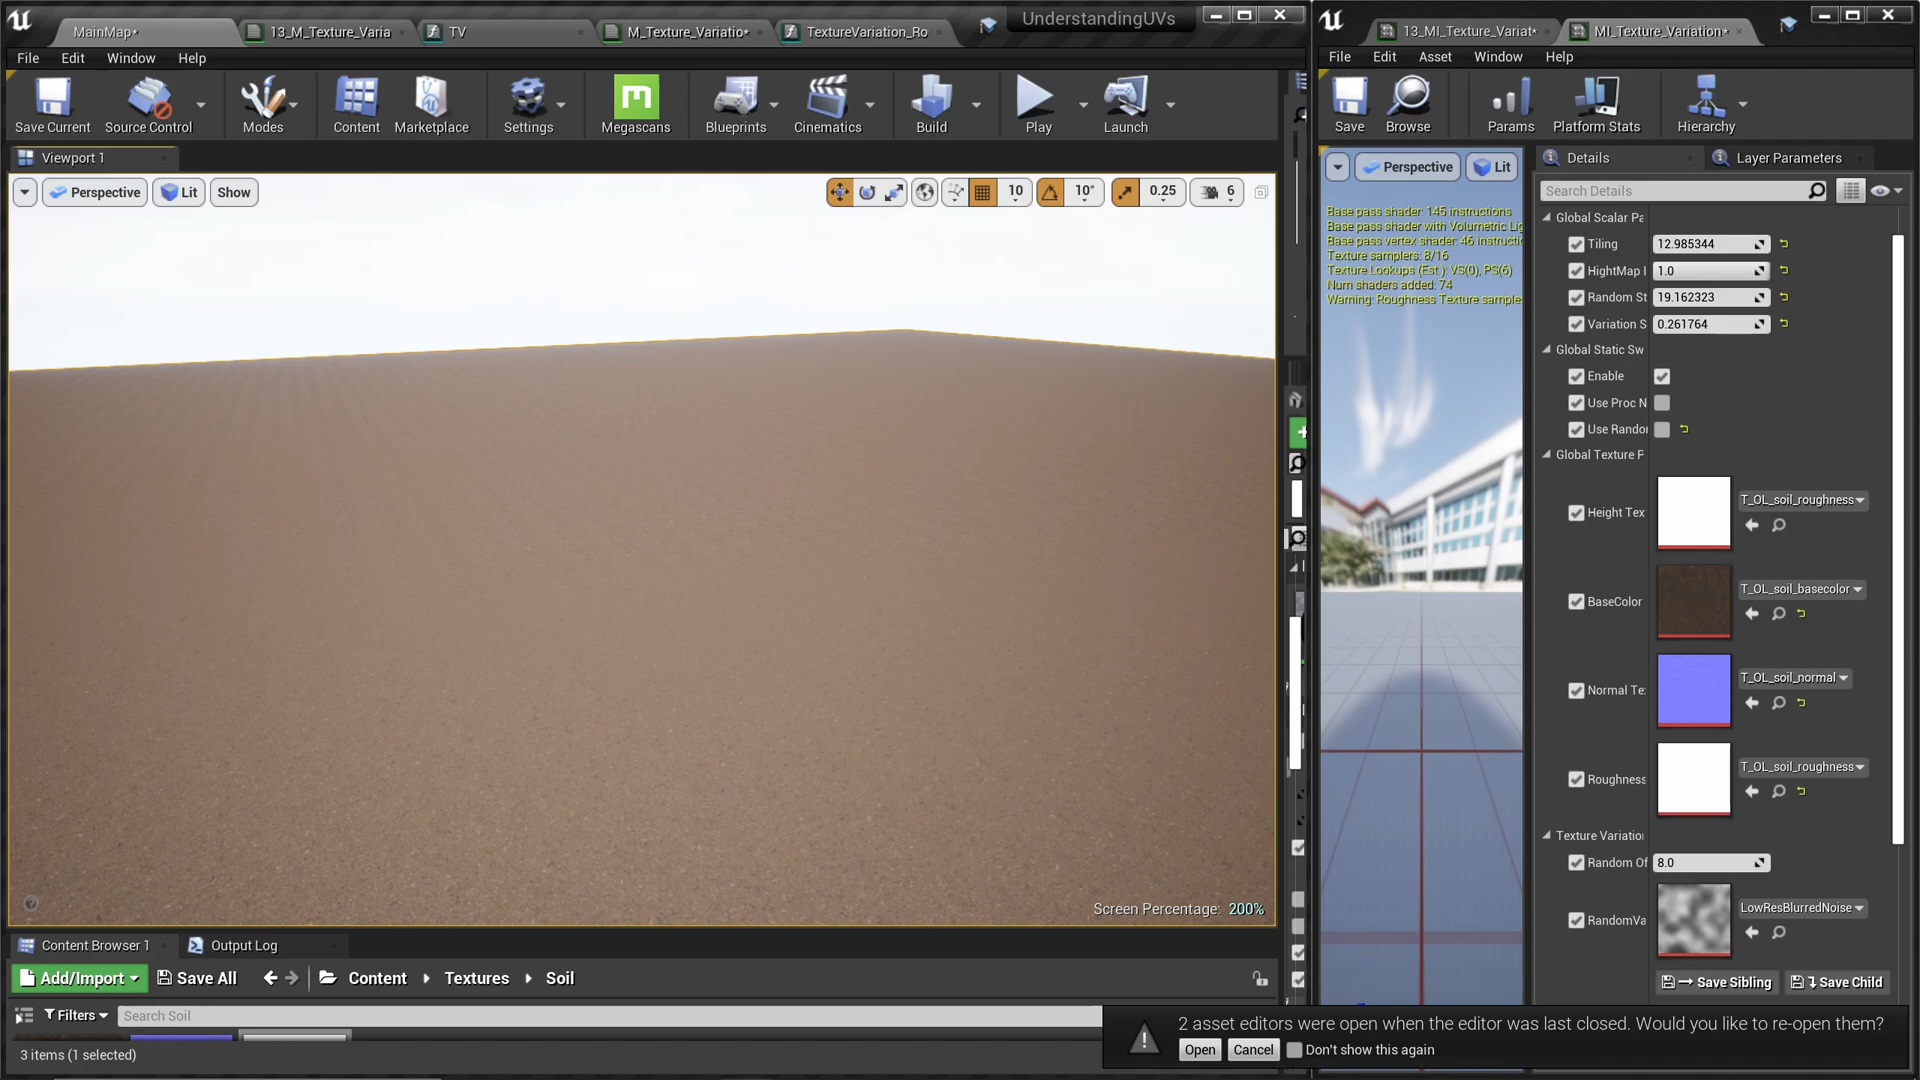 MainMap*
13_M_Texture_Varia
TV
M_Texture_Variatio*
TextureVariation_Ro
UnderstandingUVs
File
Edit
Window
Help
Save Current
Source Control
Modes
Content
Marketplace
Settings
Megascans
Blueprints
Cinematics
Build
Play
Launch
Viewport 1
Perspective
Lit
Show
10
10°
0.25
6
Screen Percentage: 200%
Content Browser 1
Output Log
Add/Import
Save All
Content
Textures
Soil
Filters
Search Soil
3 items (1 selected)
13_MI_Texture_Variat*
MI_Texture_Variation*
File
Edit
Asset
Window
Help
Save
Browse
Params
Platform Stats
Hierarchy
Perspective
Lit
Base pass shader: 145 instructions
Base pass shader with Volumetric Lig
Base pass vertex shader: 46 instructio
Texture samplers: 8/16
Texture Lookups (Est.): VS(0), PS(6)
Num shaders added: 74
Warning: Roughness Texture sample
Details
Layer Parameters
Search Details
Global Scalar Pa
Tiling
12.985344
HightMap I
1.0
Random St
19.162323
Variation S
0.261764
Global Static Sw
Enable
Use Proc N
Use Rando
Global Texture P
Height Tex
T_OL_soil_roughness
BaseColor
T_OL_soil_basecolor
Normal Te
T_OL_soil_normal
Roughness
T_OL_soil_roughness
Texture Variatio
Random Of
8.0
RandomVa
LowResBlurredNoise
Save Sibling
Save Child
2 asset editors were open when the editor was last closed. Would you like to re-open them?
Open
Cancel
Don't show this again